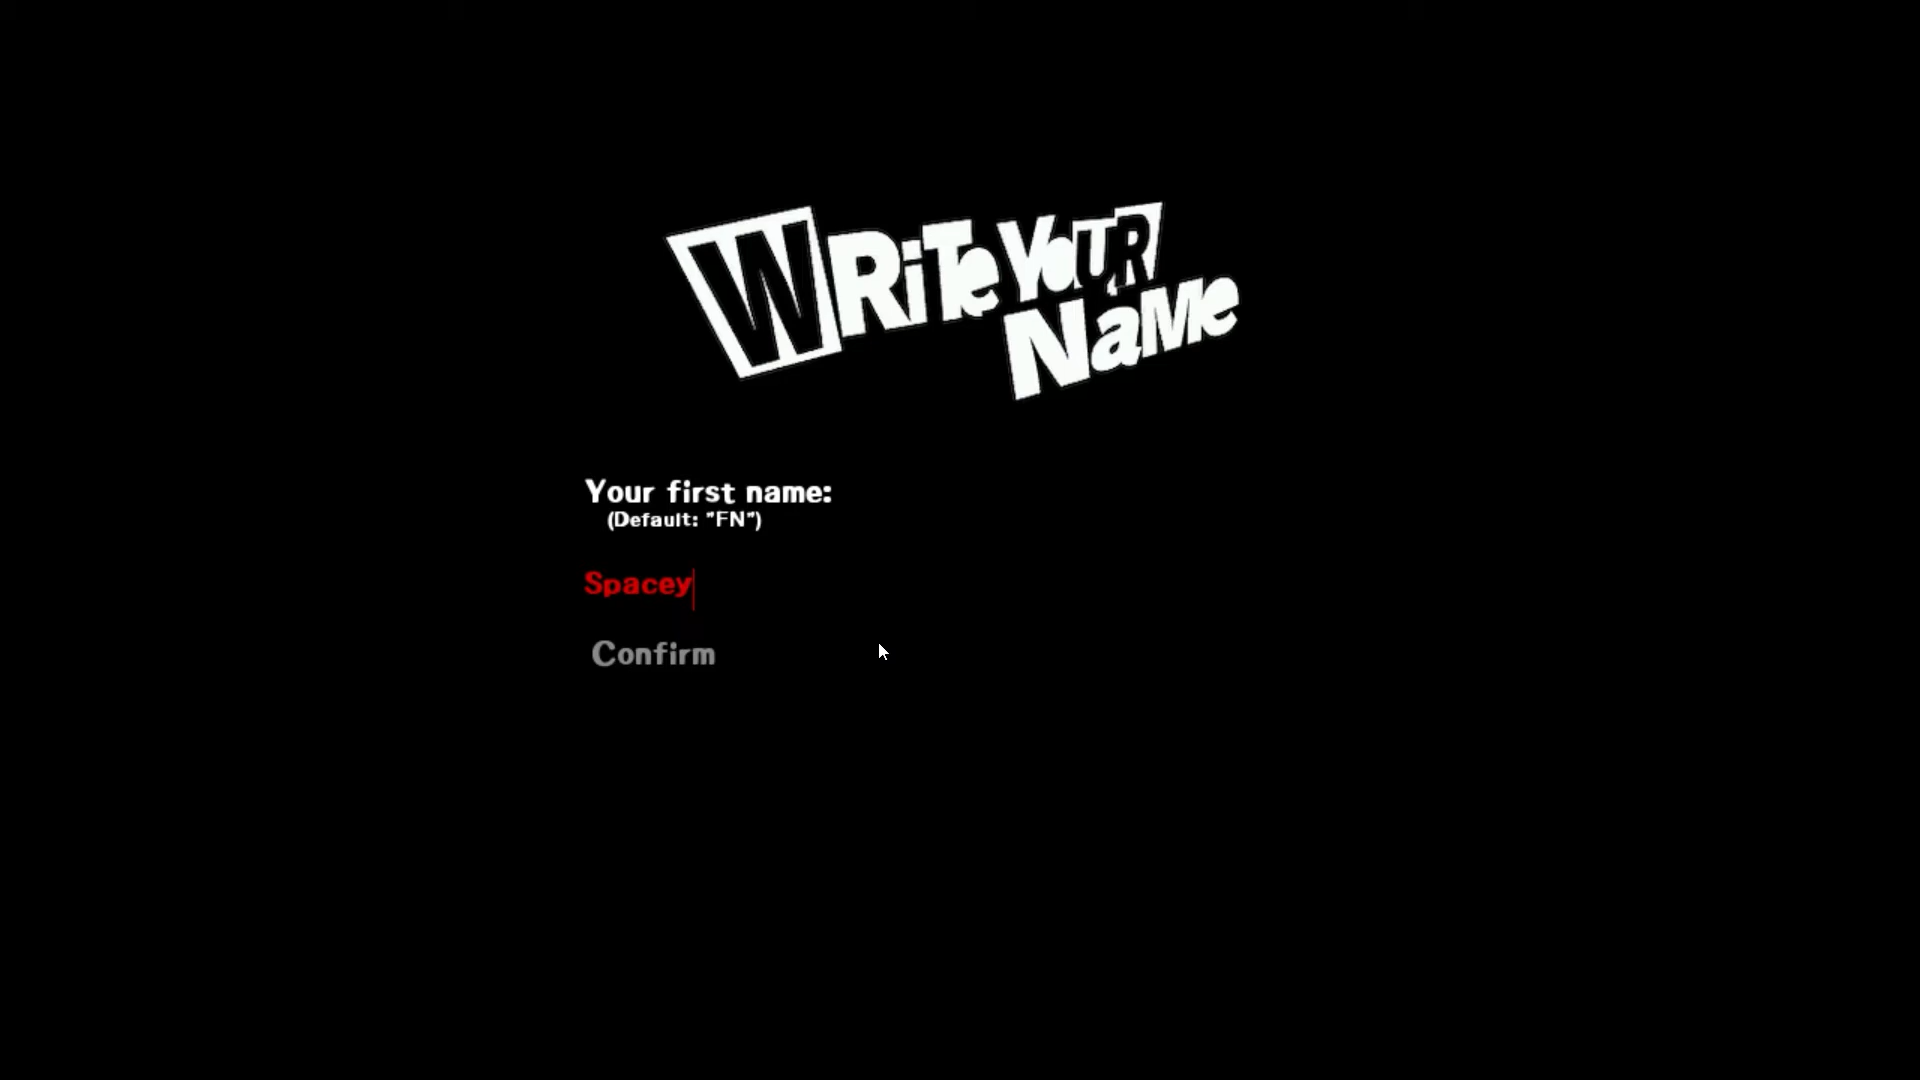 WRiTe YoUR
NaMe
Your first name:
(Default: "FN")
Spacey
Confirm